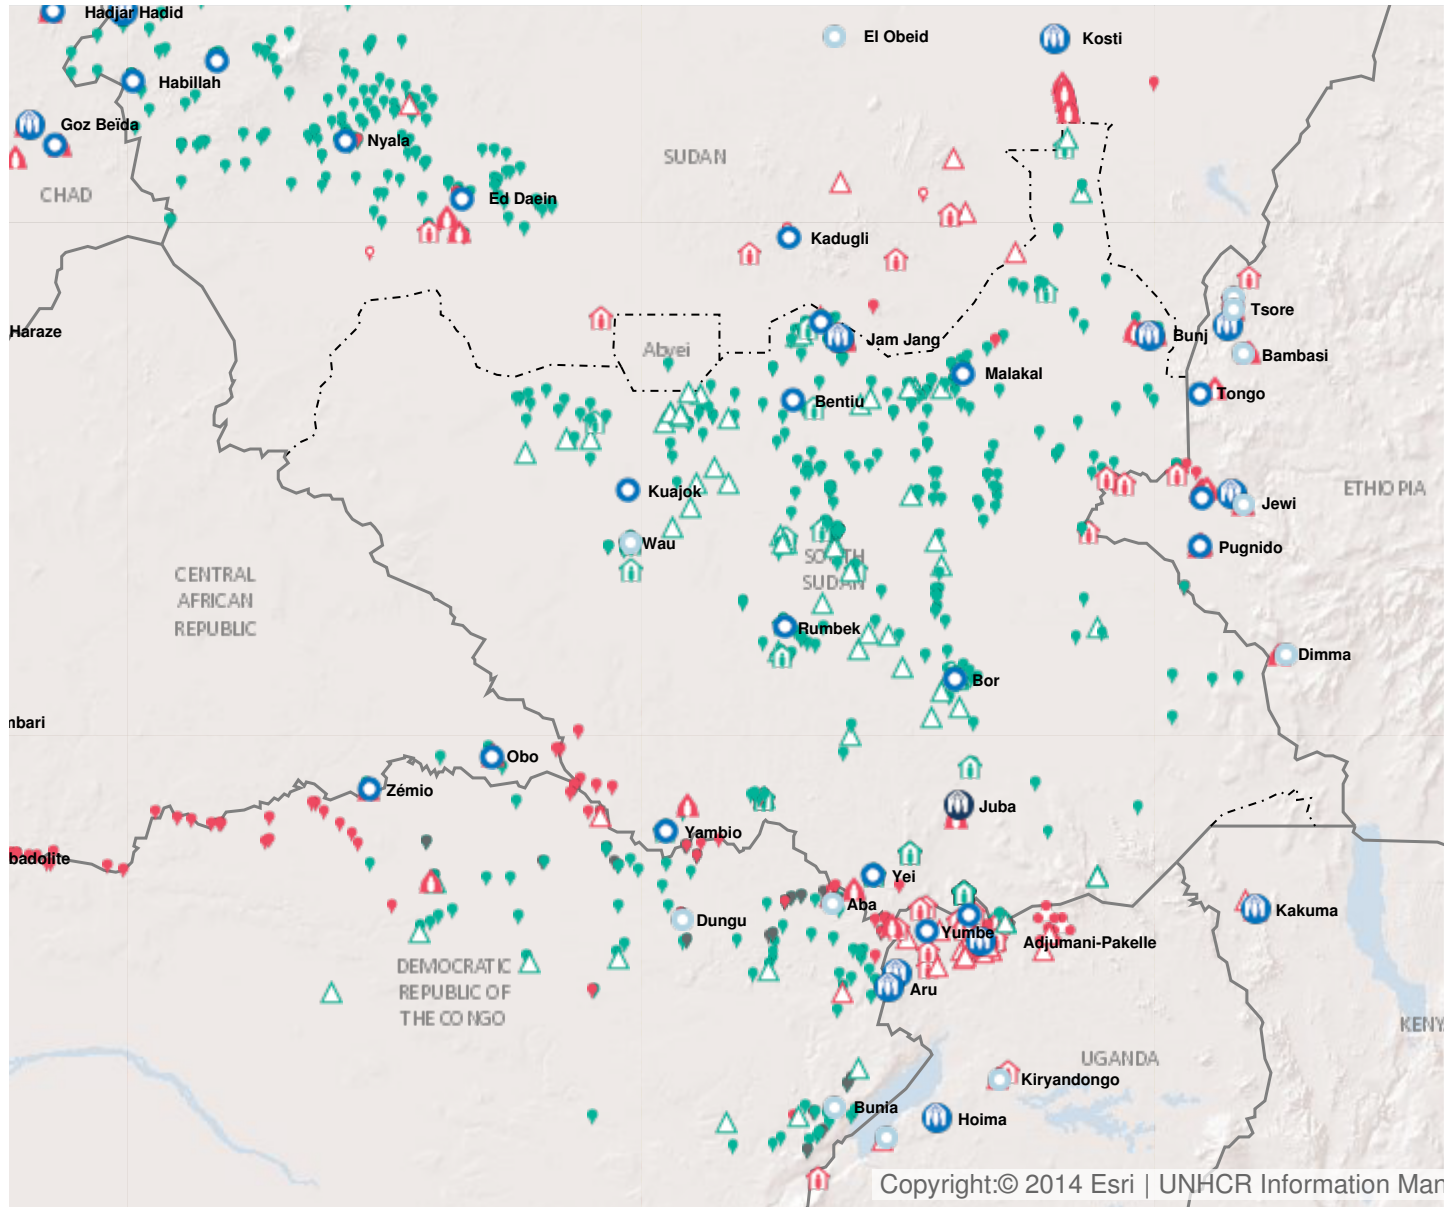 Hadjar Hadid
El Obeid
Kosti
Habillah
Goz Beïda
Nyala
SUDAN
CHAD
Ed Daein
Kadugli
Haraze
Tsore
Jam Jang
Bunj
Abyei
Bambasi
Malakal
Tongo
Bentiu
Kuajok
ETHIOPIA
Jewi
Wau
Pugnido
SOUTH
SUDAN
CENTRAL
AFRICAN
REPUBLIC
Rumbek
Dimma
Bor
nbari
Obo
Zémio
Juba
Yambio
badolite
Yei
Aba
Kakuma
Dungu
Yumbe
Adjumani-Pakelle
DEMOCRATIC
REPUBLIC OF
THE CONGO
Aru
KENY
UGANDA
Kiryandongo
Bunia
Hoima
Copyright:© 2014 Esri | UNHCR Information Man